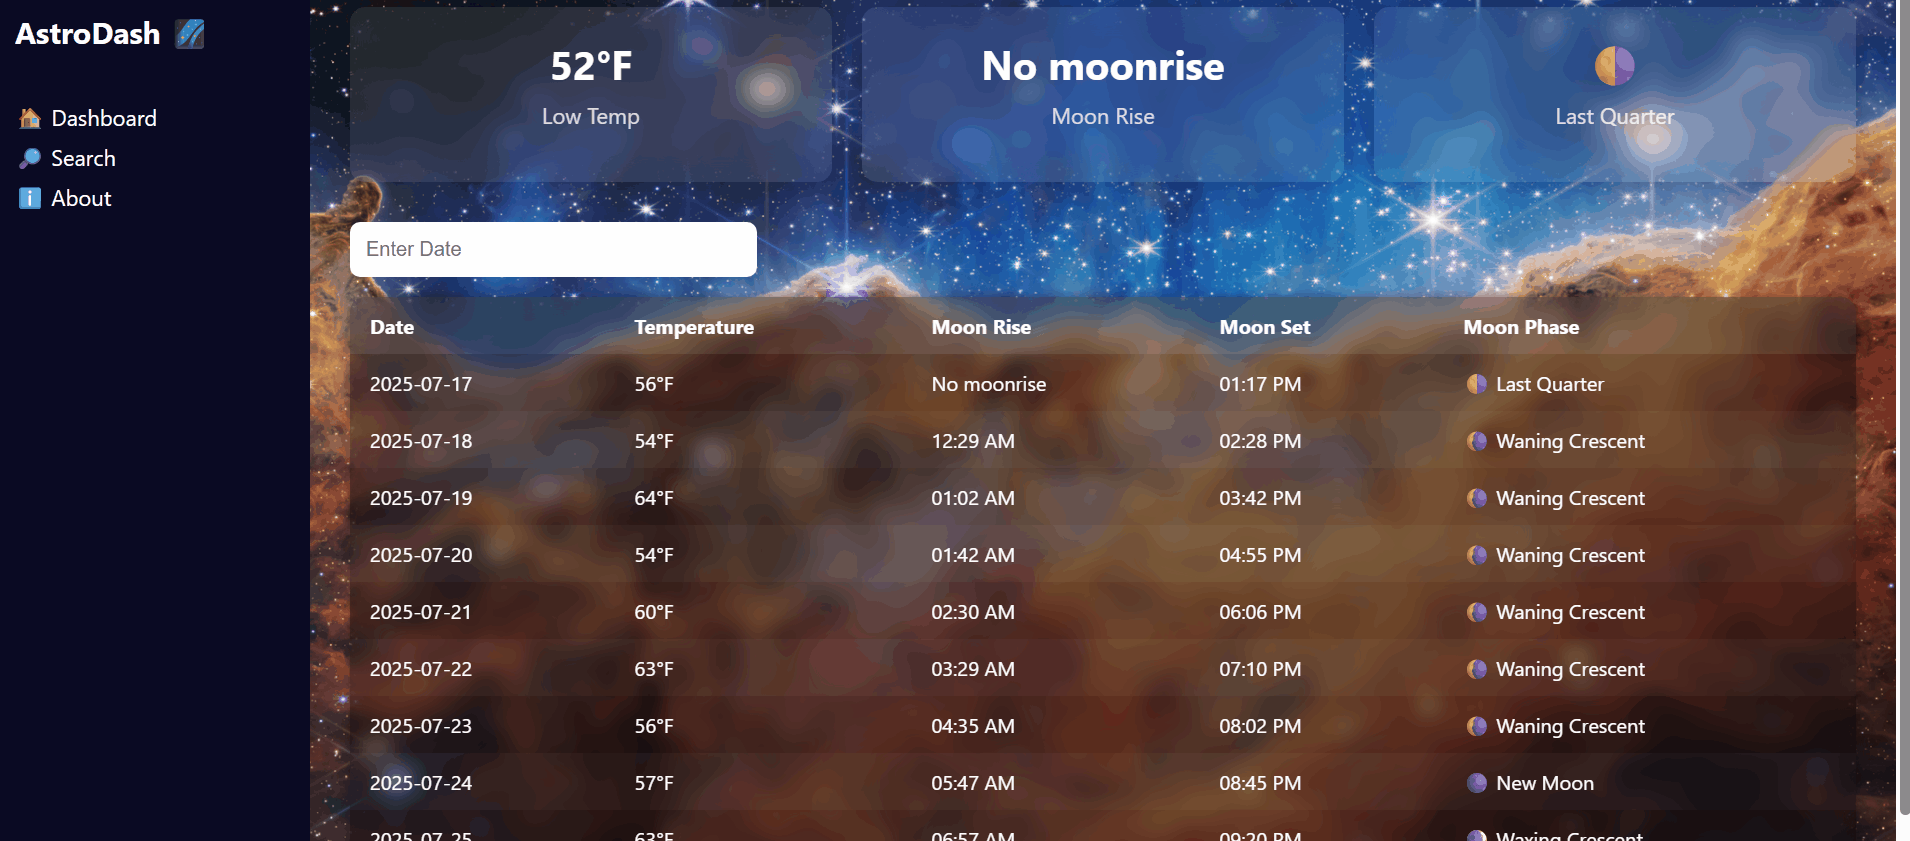 AstroDash
Dashboard
Search
About
52°F
Low Temp
No moonrise
Moon Rise
Last Quarter
Enter Date
Date Temperature Moon Rise Moon Set Moon Phase
2025-07-17 56°F No moonrise 01:17 PM Last Quarter
2025-07-18 54°F 12:29 AM 02:28 PM Waning Crescent
2025-07-19 64°F 01:02 AM 03:42 PM Waning Crescent
2025-07-20 54°F 01:42 AM 04:55 PM Waning Crescent
2025-07-21 60°F 02:30 AM 06:06 PM Waning Crescent
2025-07-22 63°F 03:29 AM 07:10 PM Waning Crescent
2025-07-23 56°F 04:35 AM 08:02 PM Waning Crescent
2025-07-24 57°F 05:47 AM 08:45 PM New Moon
2025-07-25 63°F 06:57 AM 09:20 PM Waxing Crescent